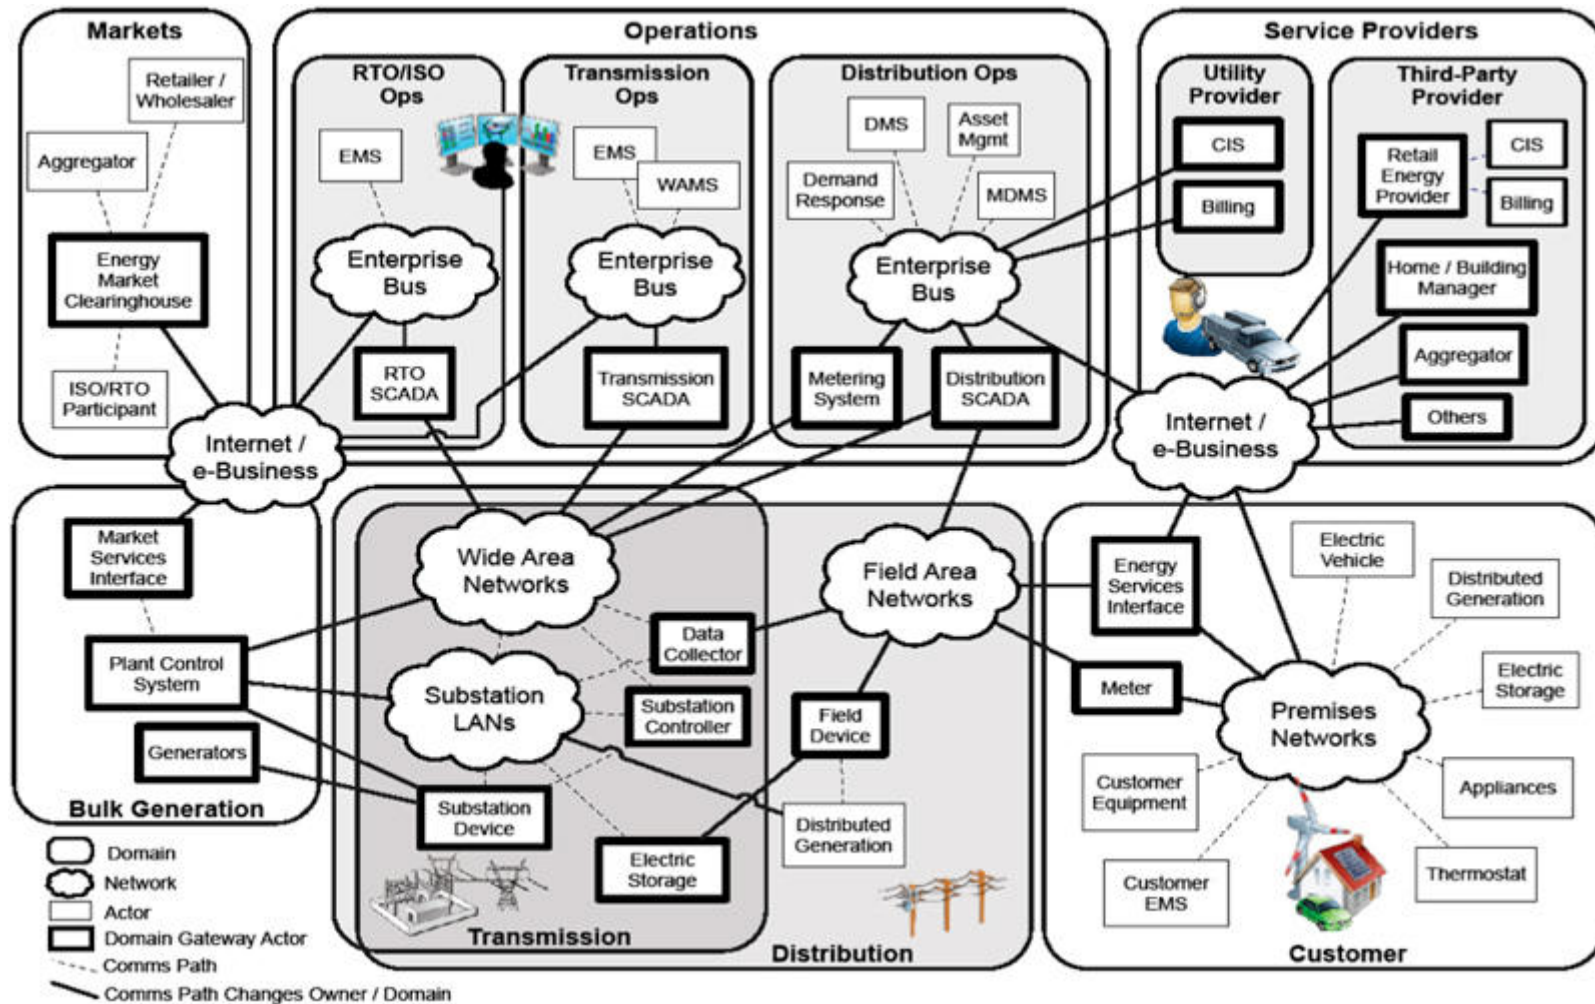 Markets
Retailer /
Wholesaler
Aggregator
Energy
Market
Clearinghouse
ISO/RTO
Participant
Internet /
e-Business
Operations
RTO/ISO
Ops
EMS
Enterprise
Bus
RTO
SCADA
Transmission
Ops
EMS
WAMS
Enterprise
Bus
Transmission
SCADA
Distribution Ops
DMS
Asset
Mgmt
Demand
Response
MDMS
Enterprise
Bus
Metering
System
Distribution
SCADA
Service Providers
Utility
Provider
CIS
Billing
Third-Party
Provider
Retail
Energy
Provider
CIS
Billing
Home / Building
Manager
Aggregator
Others
Internet /
e-Business
Market
Services
Interface
Plant Control
System
Generators
Bulk Generation
Wide Area
Networks
Data
Collector
Substation
LANs
Substation
Controller
Substation
Device
Electric
Storage
Transmission
Field Area
Networks
Field
Device
Distributed
Generation
Distribution
Energy
Services
Interface
Meter
Electric
Vehicle
Distributed
Generation
Electric
Storage
Premises
Networks
Customer
Equipment
Appliances
Customer
EMS
Thermostat
Customer
Domain
Network
Actor
Domain Gateway Actor
Comms Path
Comms Path Changes Owner / Domain